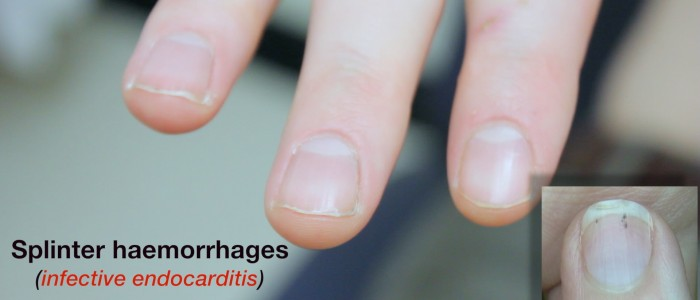 Splinter haemorrhages
(infective endocarditis)